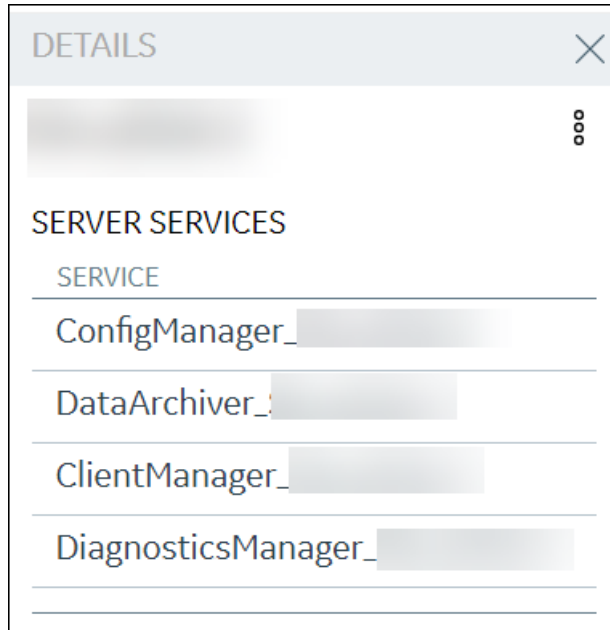 DETAILS
SERVER SERVICES
SERVICE
ConfigManager_
DataArchiver_
ClientManager_
DiagnosticsManager_